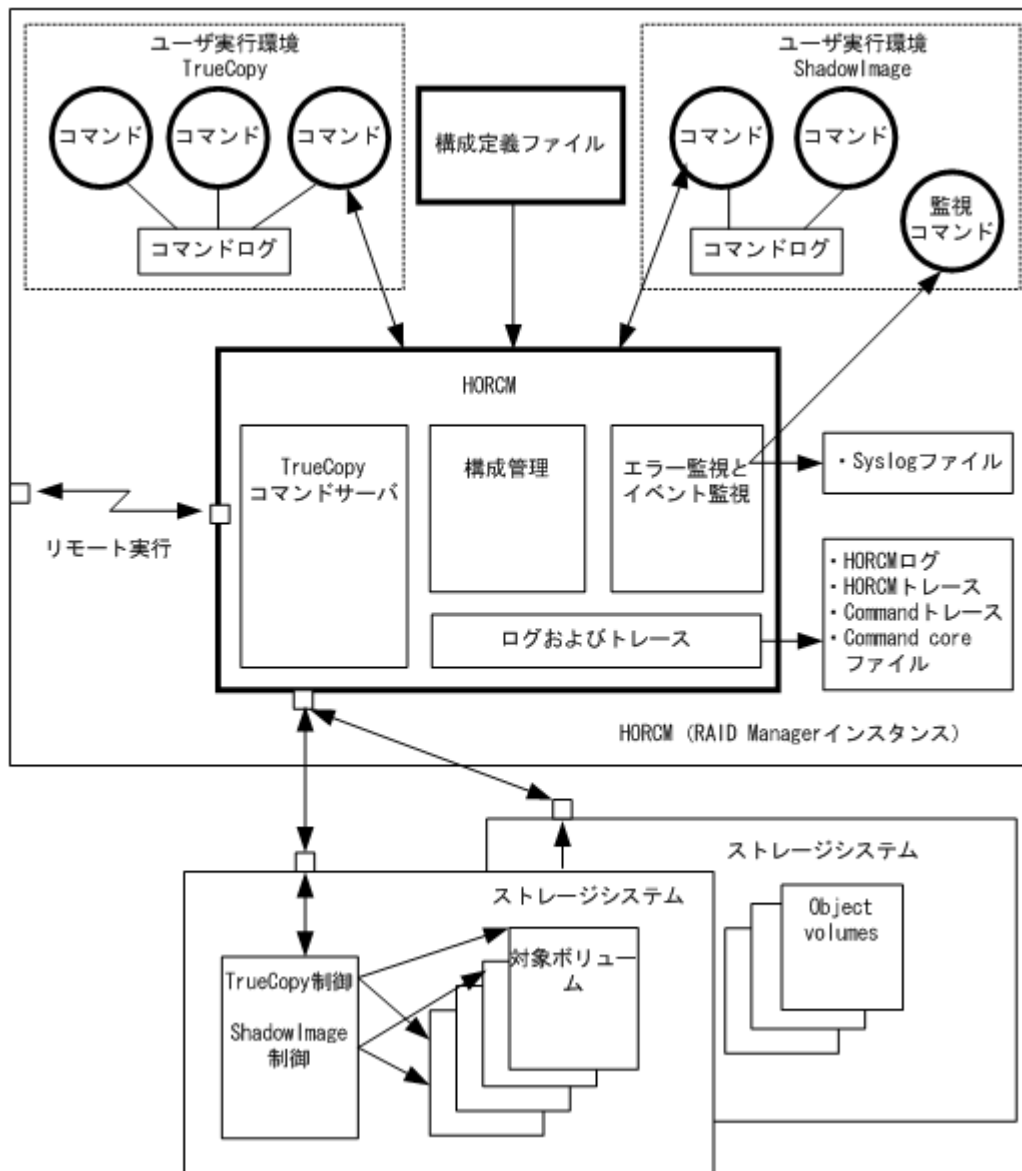 ユーザ実行環境
TrueCopy
コマンド
コマンド
コマンド
コマンドログ
構成定義ファイル
ユーザ実行環境
ShadowImage
コマンド
コマンド
コマンドログ
監視
コマンド
HORCM
TrueCopy
コマンドサーバ
構成管理
エラー監視と
イベント監視
ログおよびトレース
・Syslogファイル
・HORCMログ
・HORCMトレース
・Commandトレース
・Command core
ファイル
リモート実行
HORCM (RAID Managerインスタンス)
ストレージシステム
Object
volumes
ストレージシステム
対象ボリュー
ム
TrueCopy制御
ShadowImage
制御